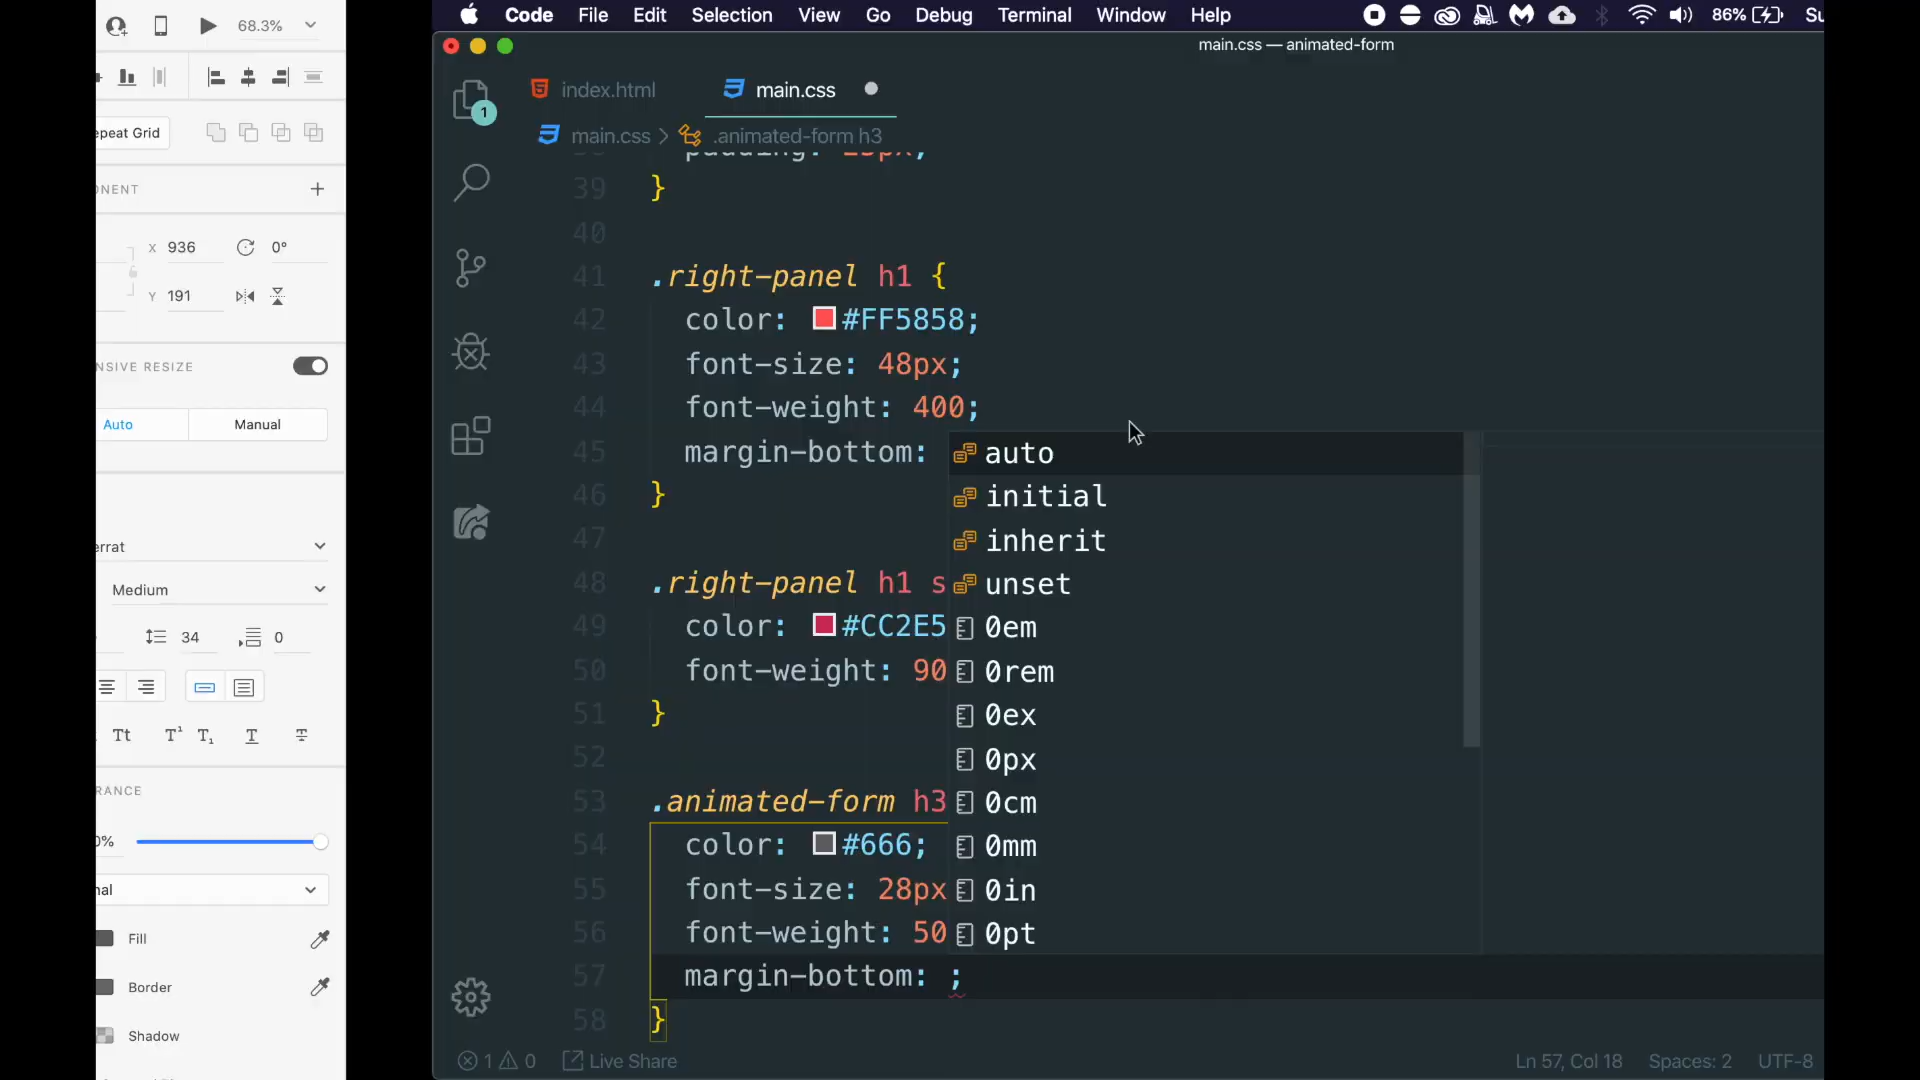 68.3%
Code File Edit Selection View Go Debug Terminal Window Help
86%
main.css — animated-form
index.html
main.css
1
main.css > .animated-form h3
epeat Grid
ONENT
X 936 0°
Y 191
NSIVE RESIZE
Auto Manual
errat
Medium
34 0
Tt T¹ T₁ T T
RANCE
0%
nal
Fill
Border
Shadow
39 }
40
41 .right-panel h1 {
42 color: #FF5858;
43 font-size: 48px;
44 font-weight: 400;
45 margin-bottom:
46 }
47
48 .right-panel h1 s
49 color: #CC2E5
50 font-weight: 90
51 }
52
53 .animated-form h3
54 color: #666;
55 font-size: 28px
56 font-weight: 50
57 margin-bottom: ;
58 }
auto
initial
inherit
unset
0em
0rem
0ex
0px
0cm
0mm
0in
0pt
1 0 Live Share
Ln 57, Col 18 Spaces: 2 UTF-8